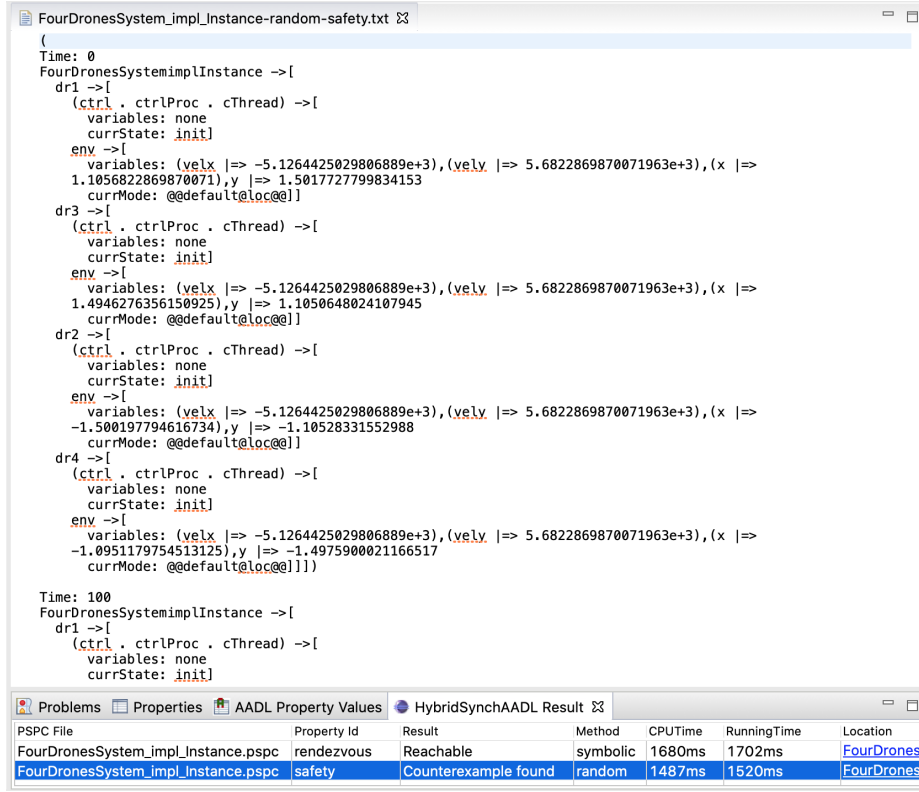 FourDronesSystem_impl_Instance-random-safety.txt
(
Time: 0
FourDronesSystemimplInstance ->[
dr1 ->[
(ctrl . ctrlProc . cThread) ->[
variables: none
currState: init]
env ->[
variables: (velx |=> -5.1264425029806889e+3),(vely |=> 5.6822869870071963e+3),(x |=>
1.1056822869870071),y |=> 1.5017727799834153
currMode: @@default@loc@@]]
dr3 ->[
(ctrl . ctrlProc . cThread) ->[
variables: none
currState: init]
env ->[
variables: (velx |=> -5.1264425029806889e+3),(vely |=> 5.6822869870071963e+3),(x |=>
1.4946276356150925),y |=> 1.1050648024107945
currMode: @@default@loc@@]]
dr2 ->[
(ctrl . ctrlProc . cThread) ->[
variables: none
currState: init]
env ->[
variables: (velx |=> -5.1264425029806889e+3),(vely |=> 5.6822869870071963e+3),(x |=>
-1.500197794616734),y |=> -1.10528331552988
currMode: @@default@loc@@]]
dr4 ->[
(ctrl . ctrlProc . cThread) ->[
variables: none
currState: init]
env ->[
variables: (velx |=> -5.1264425029806889e+3),(vely |=> 5.6822869870071963e+3),(x |=>
-1.0951179754513125),y |=> -1.4975900021166517
currMode: @@default@loc@@]]])
Time: 100
FourDronesSystemimplInstance ->[
dr1 ->[
(ctrl . ctrlProc . cThread) ->[
variables: none
currState: init]
Problems Properties AADL Property Values HybridSynchAADL Result
PSPC File Property Id Result Method CPUTime RunningTime Location
FourDronesSystem_impl_Instance.pspc rendezvous Reachable symbolic 1680ms 1702ms FourDrones
FourDronesSystem_impl_Instance.pspc safety Counterexample found random 1487ms 1520ms FourDrones